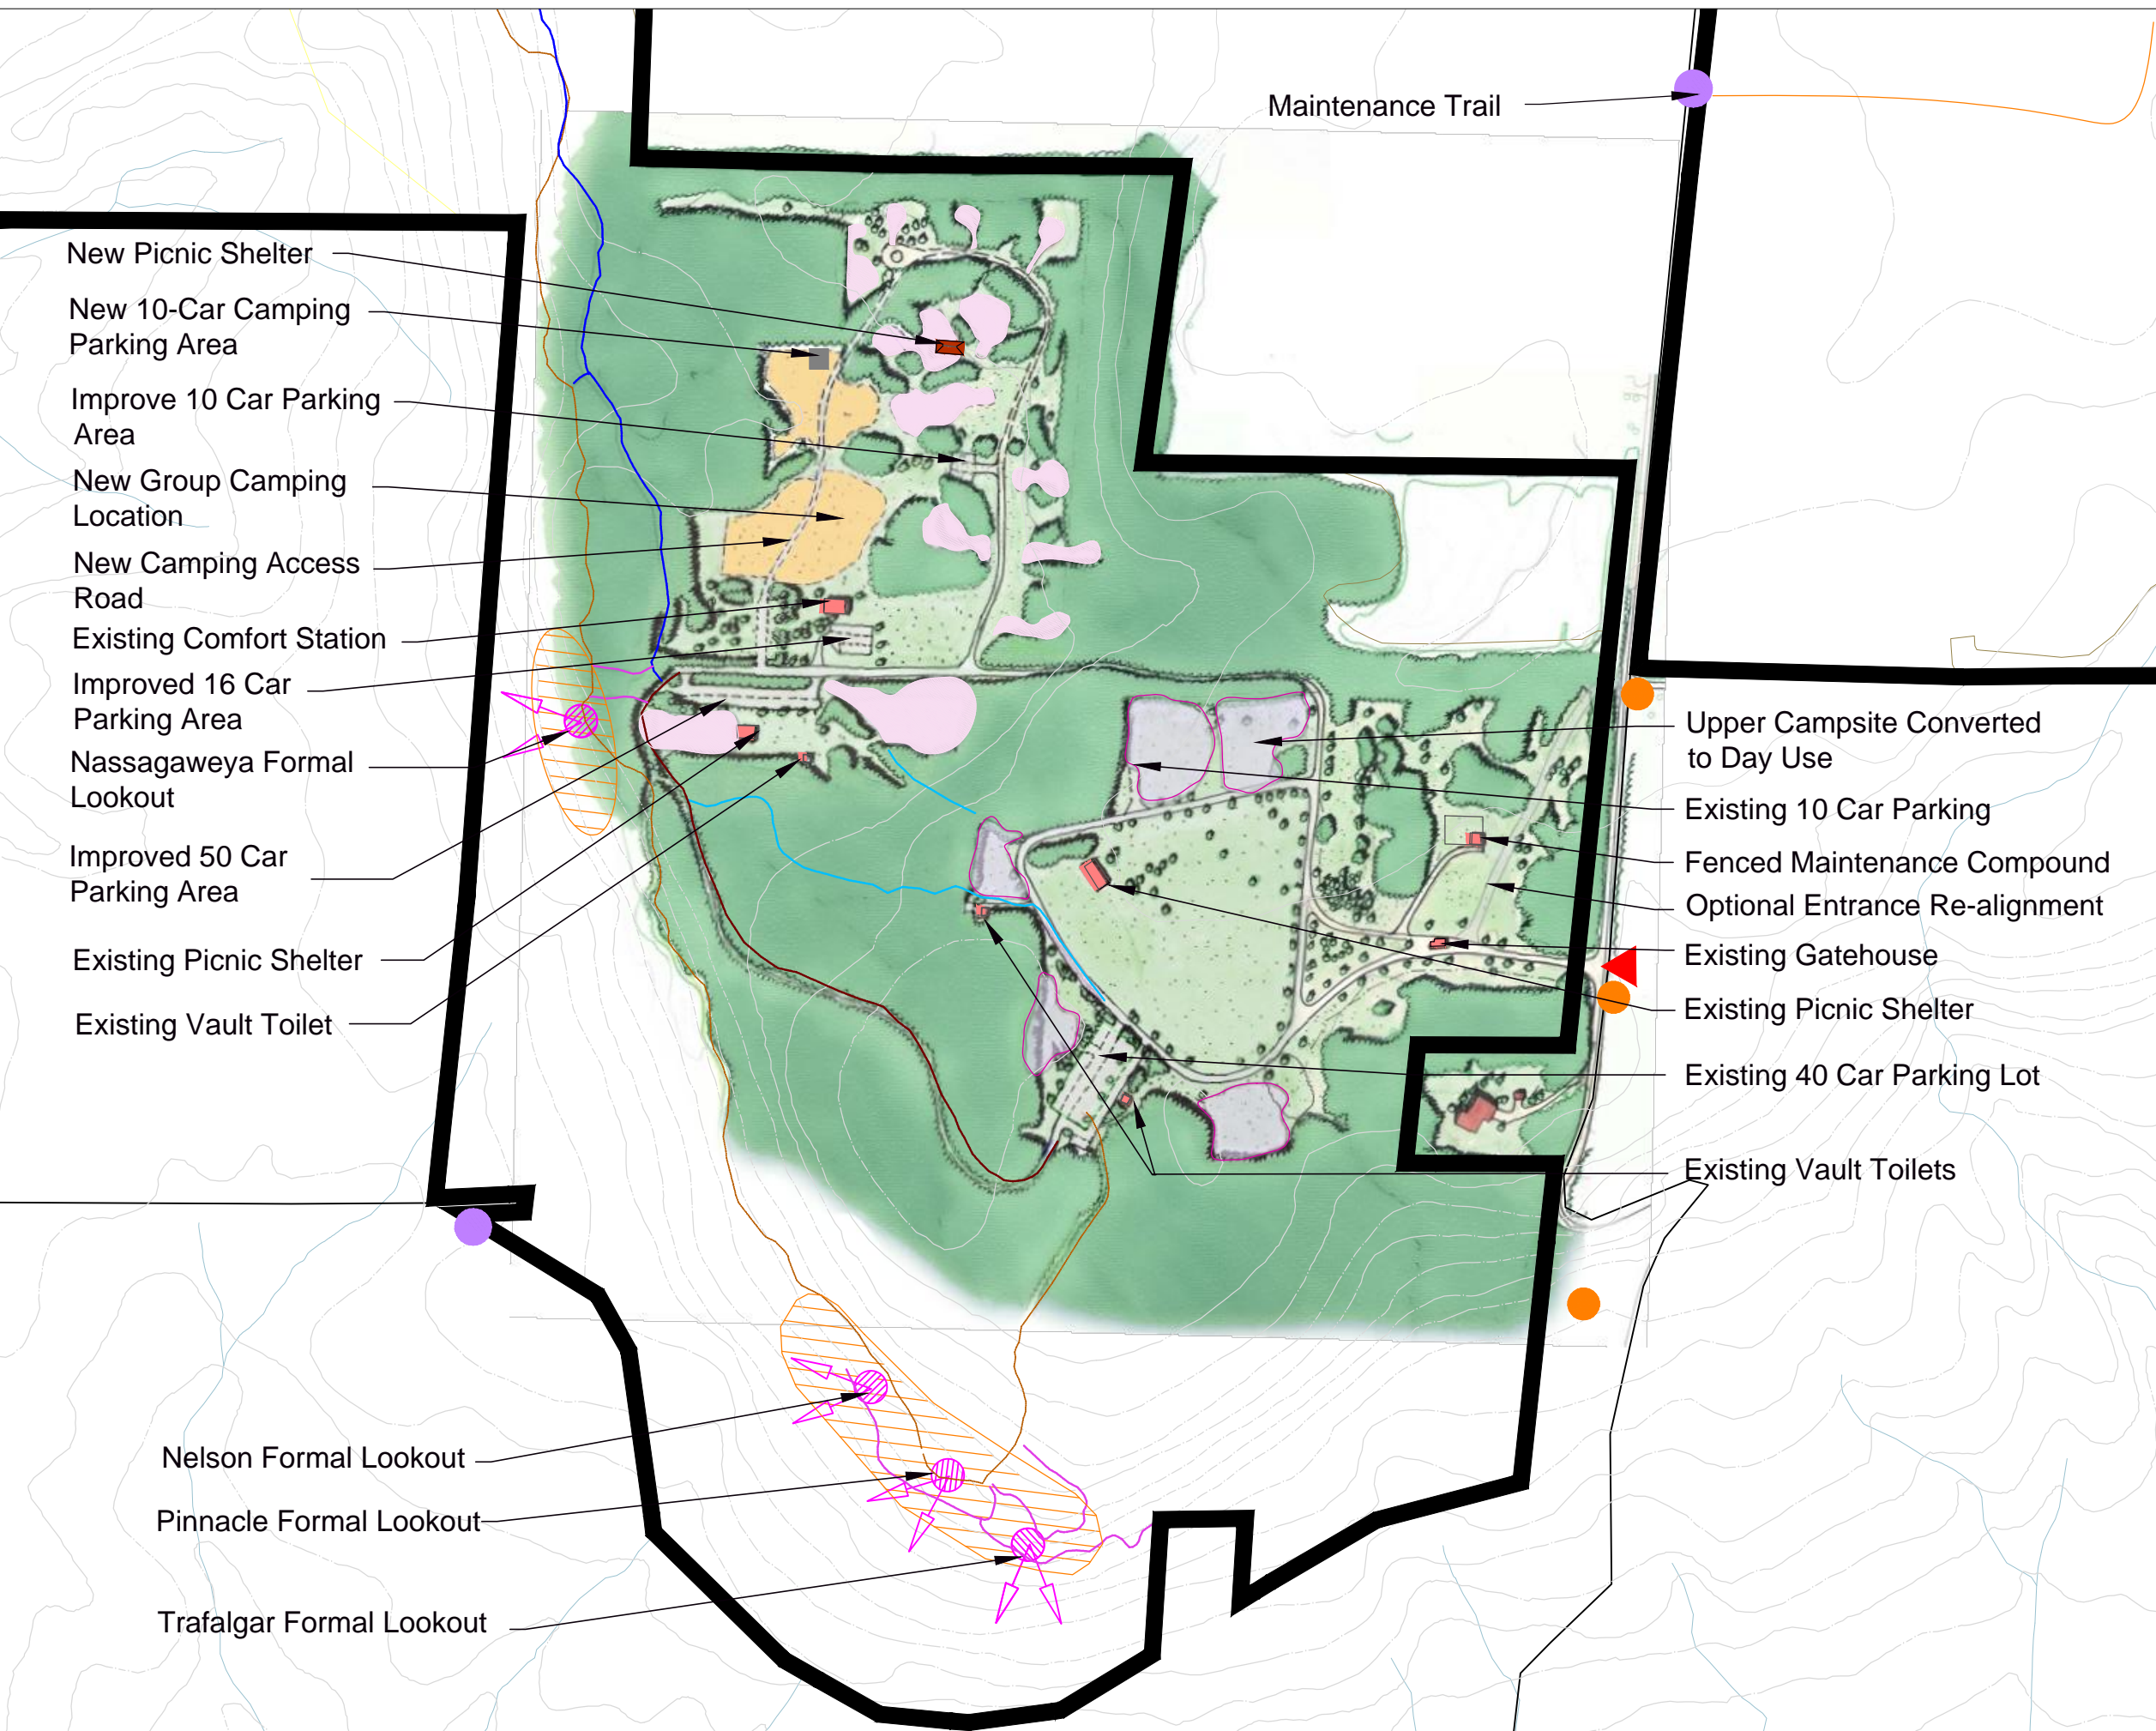 Maintenance Trail
New Picnic Shelter
New 10-Car Camping
Parking Area
Improve 10 Car Parking
Area
New Group Camping
Location
New Camping Access
Road
Existing Comfort Station
Improved 16 Car
Parking Area
Nassagaweya Formal
Lookout
Improved 50 Car
Parking Area
Existing Picnic Shelter
Existing Vault Toilet
Nelson Formal Lookout
Pinnacle Formal Lookout
Trafalgar Formal Lookout
Upper Campsite Converted
to Day Use
Existing 10 Car Parking
Fenced Maintenance Compound
Optional Entrance Re-alignment
Existing Gatehouse
Existing Picnic Shelter
Existing 40 Car Parking Lot
Existing Vault Toilets